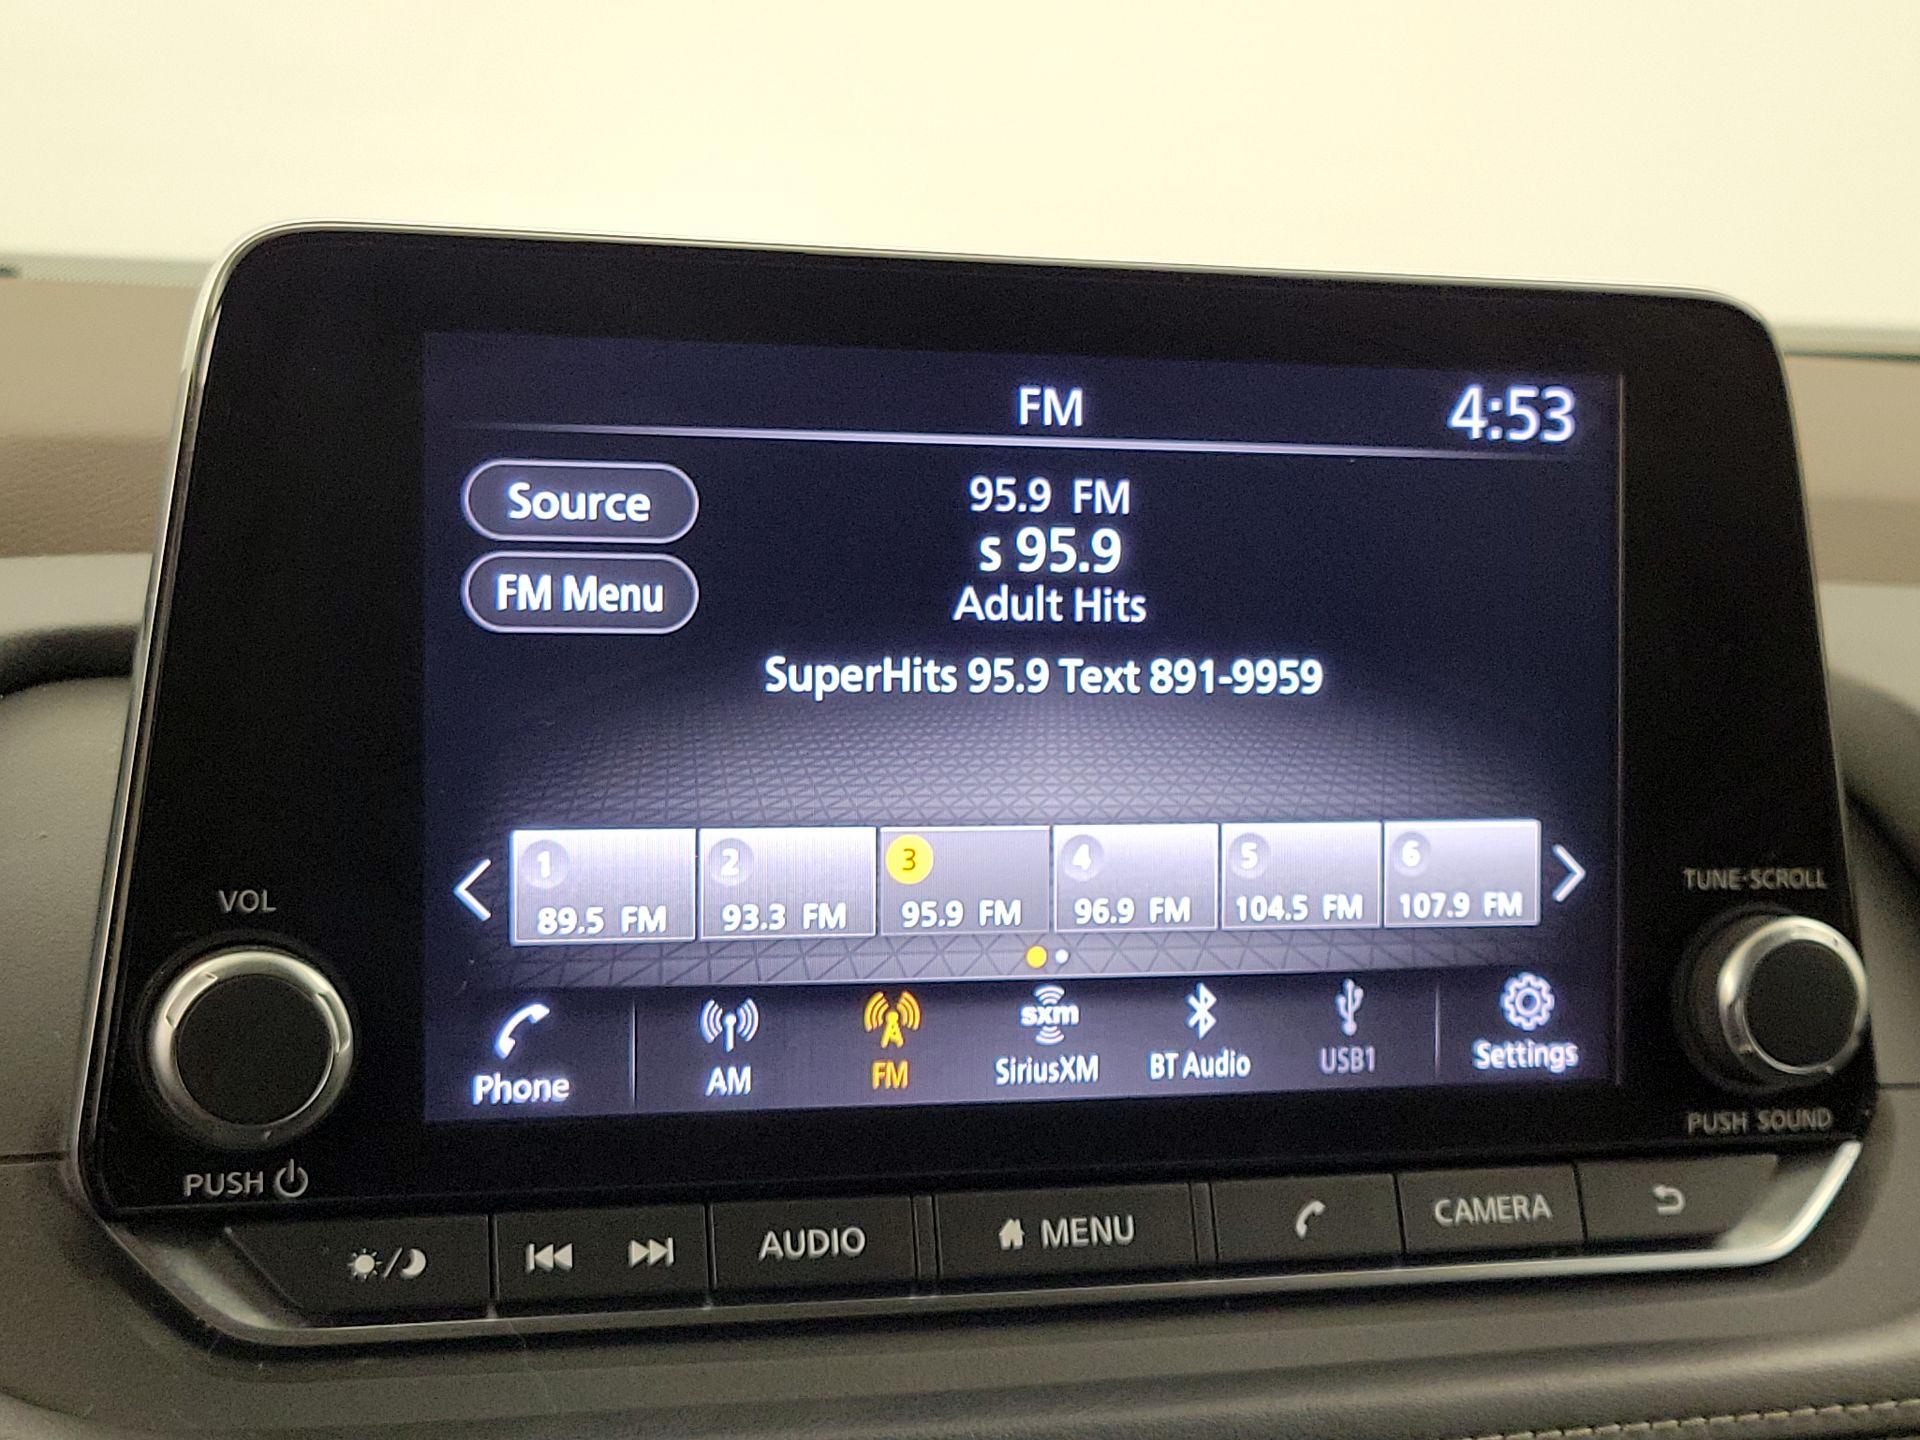 FM
4:53
Source
95.9 FM
s 95.9
FM Menu
Adult Hits
SuperHits 95.9 Text 891-9959
1
2
3
4
5
6
89.5 FM
93.3 FM
95.9 FM
96.9 FM
104.5 FM
107.9 FM
VOL
TUNE·SCROLL
sxm
Phone
AM
FM
SiriusXM
BT Audio
USB1
Settings
PUSH
PUSH SOUND
AUDIO
MENU
CAMERA